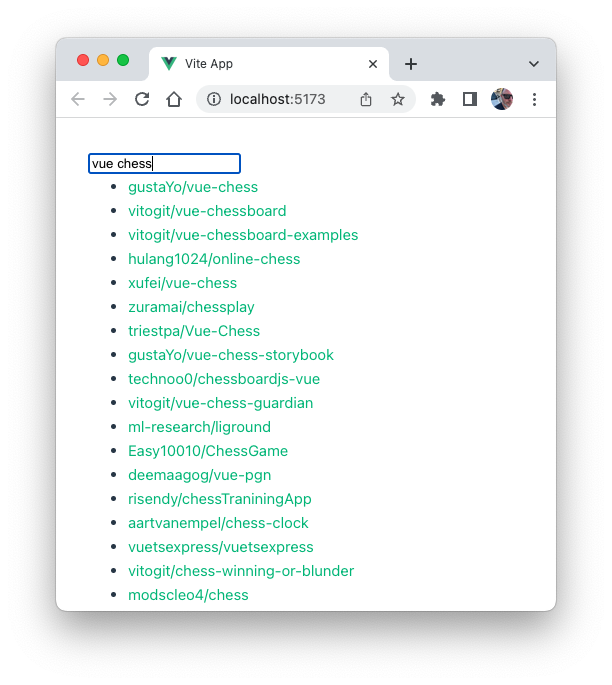 Vite App
localhost:5173
vue chess
gustaYo/vue-chess
vitogit/vue-chessboard
vitogit/vue-chessboard-examples
hulang1024/online-chess
xufei/vue-chess
zuramai/chessplay
triestpa/Vue-Chess
gustaYo/vue-chess-storybook
technoo0/chessboardjs-vue
vitogit/vue-chess-guardian
ml-research/liground
Easy10010/ChessGame
deemaagog/vue-pgn
risendy/chessTraniningApp
aartvanempel/chess-clock
vuetsexpress/vuetsexpress
vitogit/chess-winning-or-blunder
modscleo4/chess